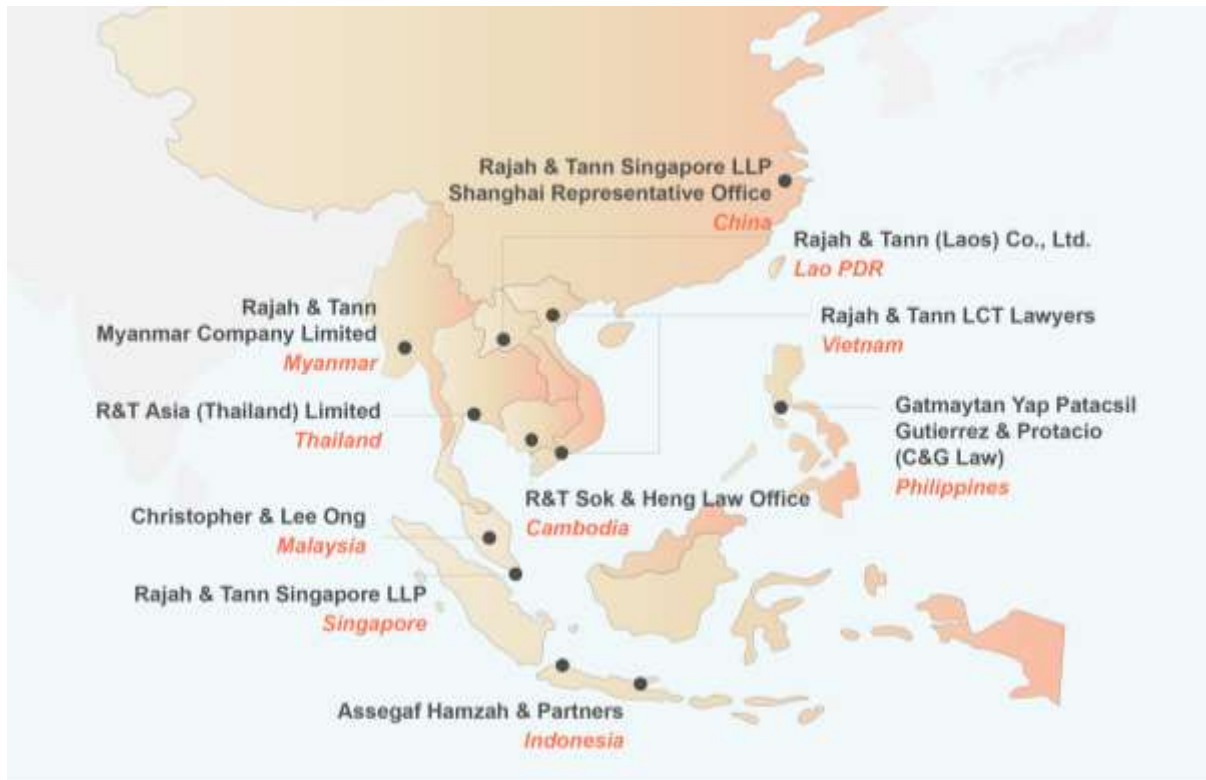 Rajah & Tann Singapore LLP
Shanghai Representative Office
China
Rajah & Tann (Laos) Co., Ltd.
Lao PDR
Rajah & Tann
Myanmar Company Limited
Myanmar
Rajah & Tann LCT Lawyers
Vietnam
R&T Asia (Thailand) Limited
Thailand
Gatmaytan Yap Patacsil
Gutierrez & Protacio
(C&G Law)
Philippines
R&T Sok & Heng Law Office
Cambodia
Christopher & Lee Ong
Malaysia
Rajah & Tann Singapore LLP
Singapore
Assegaf Hamzah & Partners
Indonesia